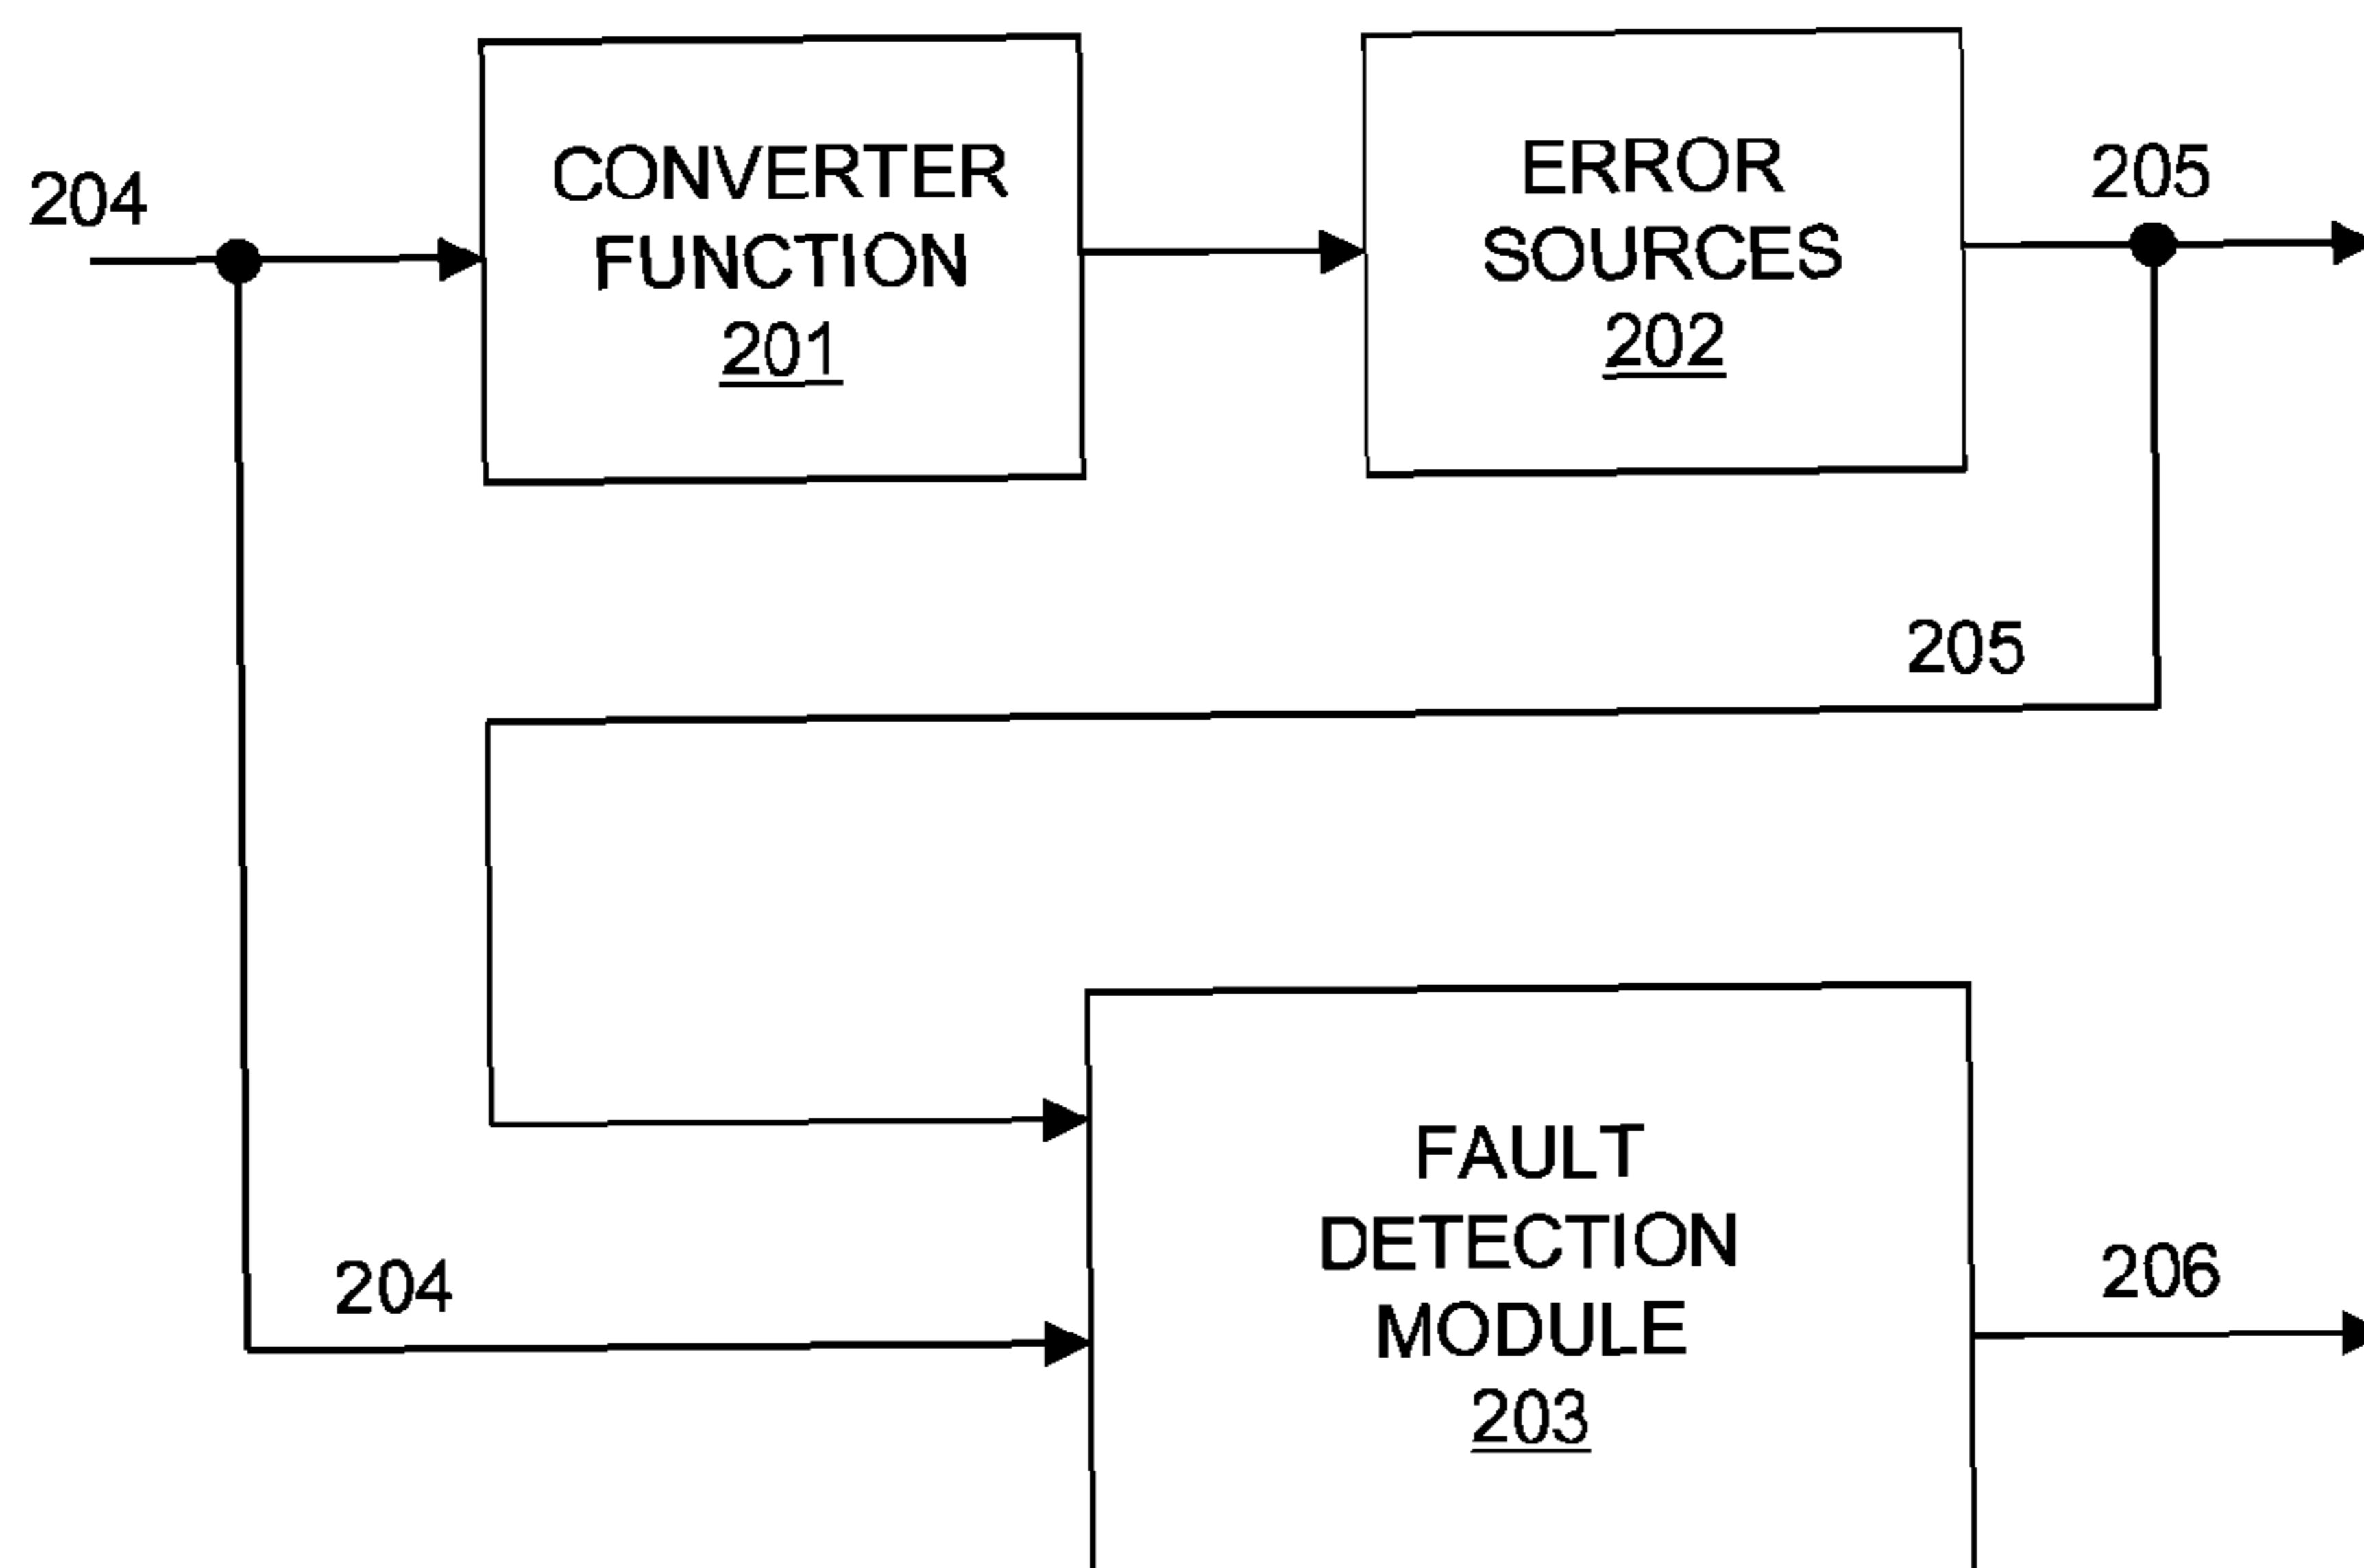 204
CONVERTER
FUNCTION
201
ERROR
SOURCES
202
205
205
204
FAULT
DETECTION
MODULE
203
206